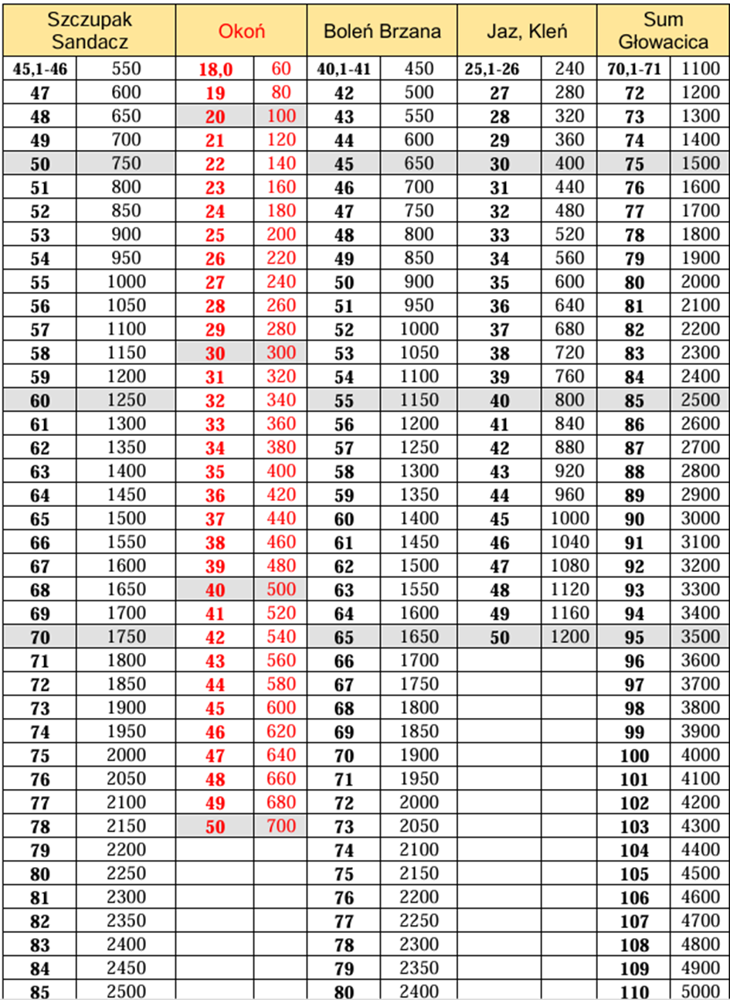 Szczupak Sandacz Okoń Boleń Brzana Jaz, Kleń Sum Głowacica
45,1-46 550 18,0 60 40,1-41 450 25,1-26 240 70,1-71 1100
47 600 19 80 42 500 27 280 72 1200
48 650 20 100 43 550 28 320 73 1300
49 700 21 120 44 600 29 360 74 1400
50 750 22 140 45 650 30 400 75 1500
51 800 23 160 46 700 31 440 76 1600
52 850 24 180 47 750 32 480 77 1700
53 900 25 200 48 800 33 520 78 1800
54 950 26 220 49 850 34 560 79 1900
55 1000 27 240 50 900 35 600 80 2000
56 1050 28 260 51 950 36 640 81 2100
57 1100 29 280 52 1000 37 680 82 2200
58 1150 30 300 53 1050 38 720 83 2300
59 1200 31 320 54 1100 39 760 84 2400
60 1250 32 340 55 1150 40 800 85 2500
61 1300 33 360 56 1200 41 840 86 2600
62 1350 34 380 57 1250 42 880 87 2700
63 1400 35 400 58 1300 43 920 88 2800
64 1450 36 420 59 1350 44 960 89 2900
65 1500 37 440 60 1400 45 1000 90 3000
66 1550 38 460 61 1450 46 1040 91 3100
67 1600 39 480 62 1500 47 1080 92 3200
68 1650 40 500 63 1550 48 1120 93 3300
69 1700 41 520 64 1600 49 1160 94 3400
70 1750 42 540 65 1650 50 1200 95 3500
71 1800 43 560 66 1700 96 3600
72 1850 44 580 67 1750 97 3700
73 1900 45 600 68 1800 98 3800
74 1950 46 620 69 1850 99 3900
75 2000 47 640 70 1900 100 4000
76 2050 48 660 71 1950 101 4100
77 2100 49 680 72 2000 102 4200
78 2150 50 700 73 2050 103 4300
79 2200 74 2100 104 4400
80 2250 75 2150 105 4500
81 2300 76 2200 106 4600
82 2350 77 2250 107 4700
83 2400 78 2300 108 4800
84 2450 79 2350 109 4900
85 2500 80 2400 110 5000